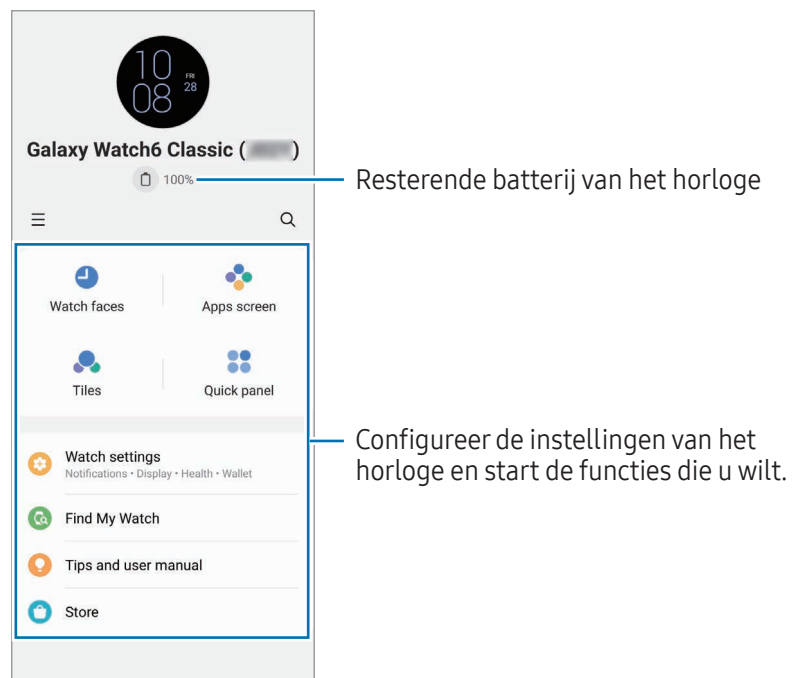 10
08
FRI
28
Galaxy Watch6 Classic ( )
100%
Resterende batterij van het horloge
Watch faces
Apps screen
Tiles
Quick panel
Configureer de instellingen van het
horloge en start de functies die u wilt.
Watch settings
Notifications • Display • Health • Wallet
Find My Watch
Tips and user manual
Store